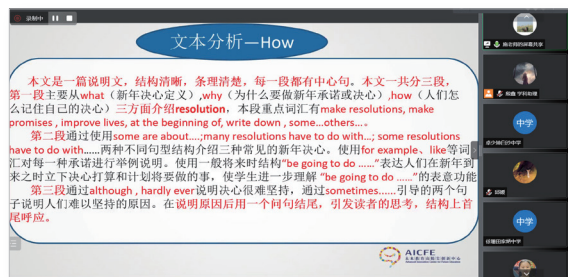 录制中
文本分析—How
本文是一篇说明文，结构清晰，条理清楚，每一段都有中心句。本文一共分三段，
第一段主要从what（新年决心定义）,why（为什么要做新年承诺或决心）,how（人们怎
么记住自己的决心）三方面介绍resolution，本段重点词汇有make resolutions, make
promises , improve lives, at the beginning of, write down , some...others...。
第二段通过使用some are about....;many resolutions have to do with...; some resolutions
have to do with......两种不同句型结构介绍三种常见的新年决心。使用for example、like等词
汇对每一种承诺进行举例说明。使用一般将来时结构“be going to do ......”表达人们在新年到
来之时立下决心打算和计划将要做的事，使学生进一步理解 “be going to do ......”的表意功能
第三段通过although , hardly ever说明决心很难坚持，通过sometimes......引导的两个句
子说明人们难以坚持的原因。在说明原因后用一个问句结尾，引发读者的思考，结构上首
尾呼应。
AICFE
中学
中学